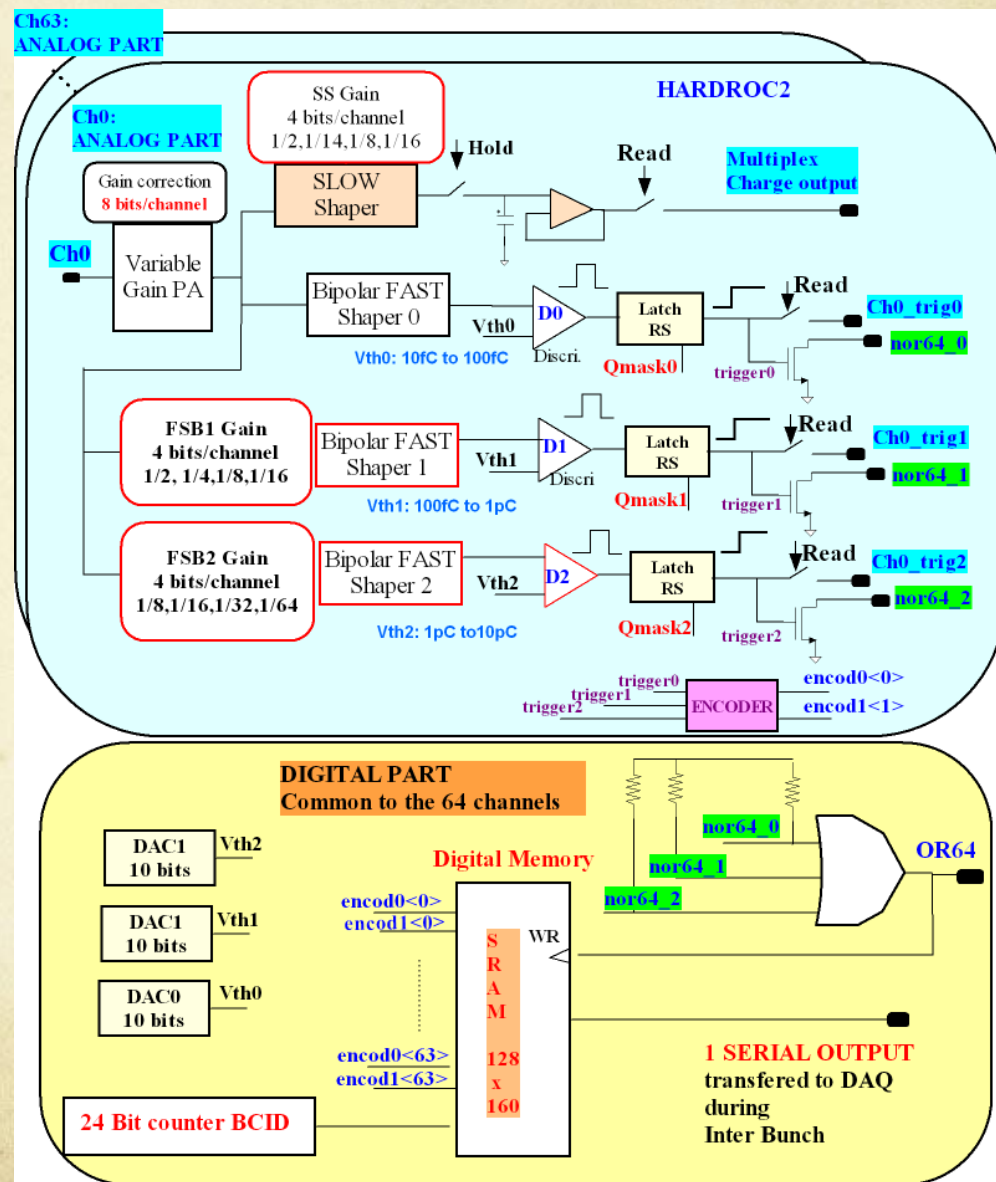 Ch63:
ANALOG PART
HARDROC2
Ch0:
ANALOG PART
SS Gain
4 bits/channel
1/2,1/14,1/8,1/16
SLOW
Shaper
Hold
Read
Multiplex
Charge output
Gain correction
8 bits/channel
Ch0
Variable
Gain PA
Bipolar FAST
Shaper 0
Vth0
D0
Discri.
Latch
RS
Read
Ch0_trig0
nor64_0
Vth0: 10fC to 100fC
Qmask0
trigger0
FSB1 Gain
4 bits/channel
1/2, 1/4,1/8,1/16
Bipolar FAST
Shaper 1
Vth1
D1
Discri
Latch
RS
Read
Ch0_trig1
nor64_1
Vth1: 100fC to 1pC
Qmask1
trigger1
FSB2 Gain
4 bits/channel
1/8,1/16,1/32,1/64
Bipolar FAST
Shaper 2
Vth2
D2
Latch
RS
Read
Ch0_trig2
nor64_2
Vth2: 1pC to10pC
Qmask2
trigger2
trigger0
trigger1
trigger2
ENCODER
encod0<0>
encod1<1>
DIGITAL PART
Common to the 64 channels
DAC1
10 bits
Vth2
DAC1
10 bits
Vth1
DAC0
10 bits
Vth0
Digital Memory
nor64_0
nor64_1
nor64_2
OR64
encod0<0>
encod1<0>
encod0<63>
encod1<63>
WR
S
R
A
M
128
x
160
24 Bit counter BCID
1 SERIAL OUTPUT
transfered to DAQ
during
Inter Bunch